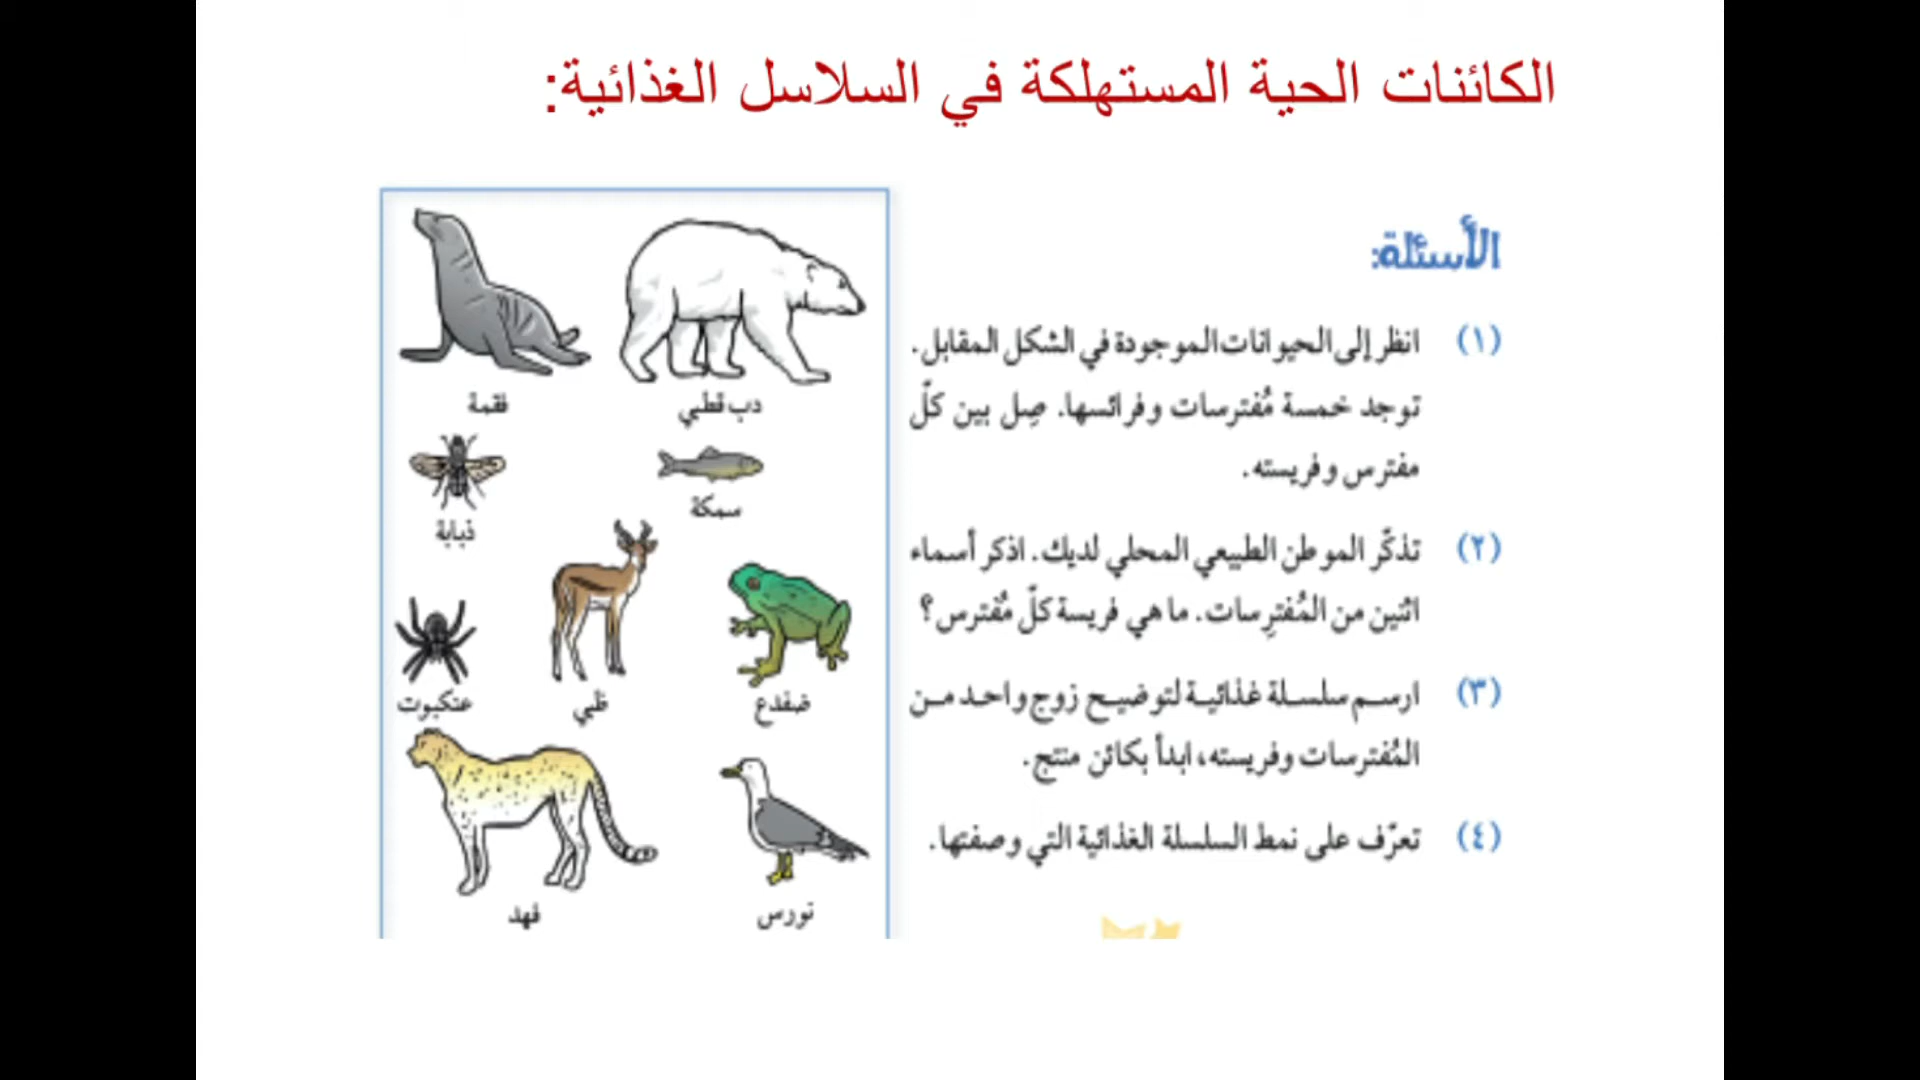 الكائنات الحية المستهلكة في السلاسل الغذائية:
الأسئلة:
(١) انظر إلى الحيوانات الموجودة في الشكل المقابل.
توجد خمسة مُفترسات وفرائسها. صِل بين كلّ
مفترس وفريسته.
(٢) تذكّر الموطن الطبيعي المحلي لديك. اذكر أسماء
اثنين من المُفترِسات. ما هي فريسة كلّ مُفترس؟
(٣) ارسم سلسلة غذائية لتوضيح زوج واحد من
المُفترسات وفريسته، ابدأ بكائن منتج.
(٤) تعرّف على نمط السلسلة الغذائية التي وصفتها.
دب قطبي
فقمة
سمكة
ذبابة
ضفدع
ظبي
عنكبوت
نورس
فهد